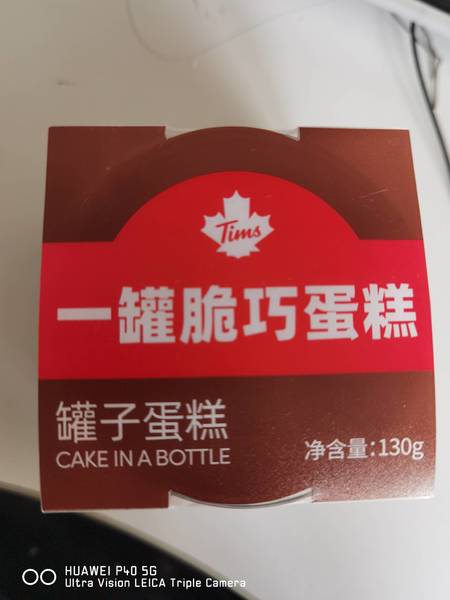 Tims
一罐脆巧蛋糕
罐子蛋糕
CAKE IN A BOTTLE
净含量:130g
HUAWEI P40 5G
Ultra Vision LEICA Triple Camera